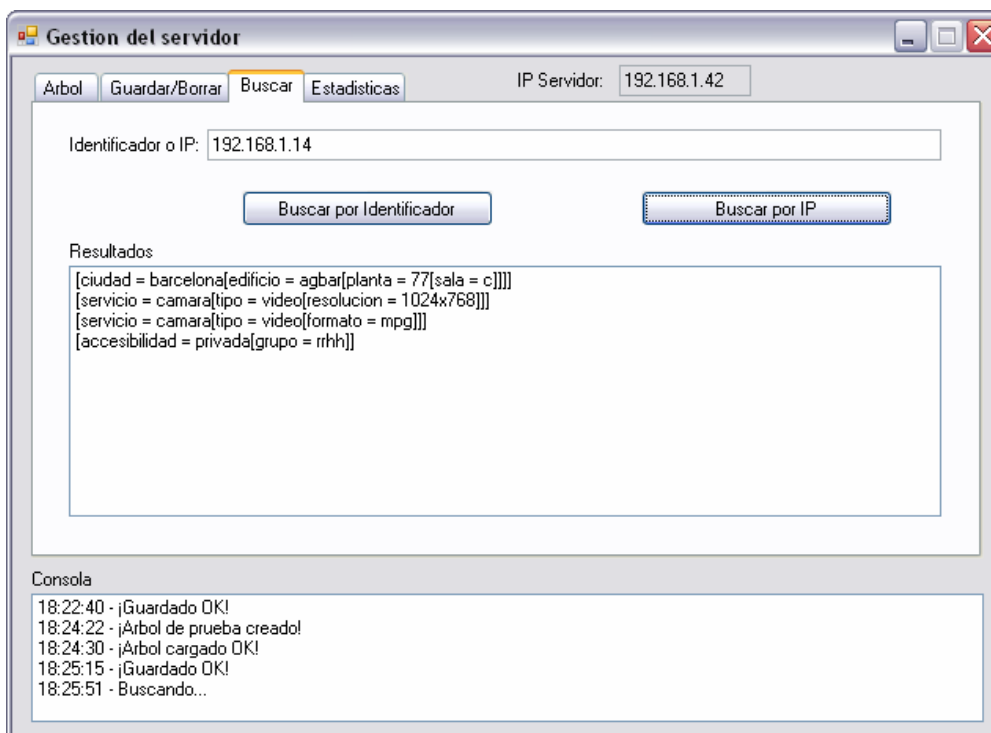 Gestion del servidor
Arbol Guardar/Borrar Buscar Estadisticas IP Servidor: 192.168.1.42
Identificador o IP: 192.168.1.14
Buscar por Identificador Buscar por IP
Resultados
[ciudad = barcelona[edificio = agbar[planta = 77[sala = c]]]]
[servicio = camara[tipo = video[resolucion = 1024x768]]]
[servicio = camara[tipo = video[formato = mpg]]]
[accesibilidad = privada[grupo = rrhh]]
Consola
18:22:40 - ¡Guardado OK!
18:24:22 - ¡Arbol de prueba creado!
18:24:30 - ¡Arbol cargado OK!
18:25:15 - ¡Guardado OK!
18:25:51 - Buscando...